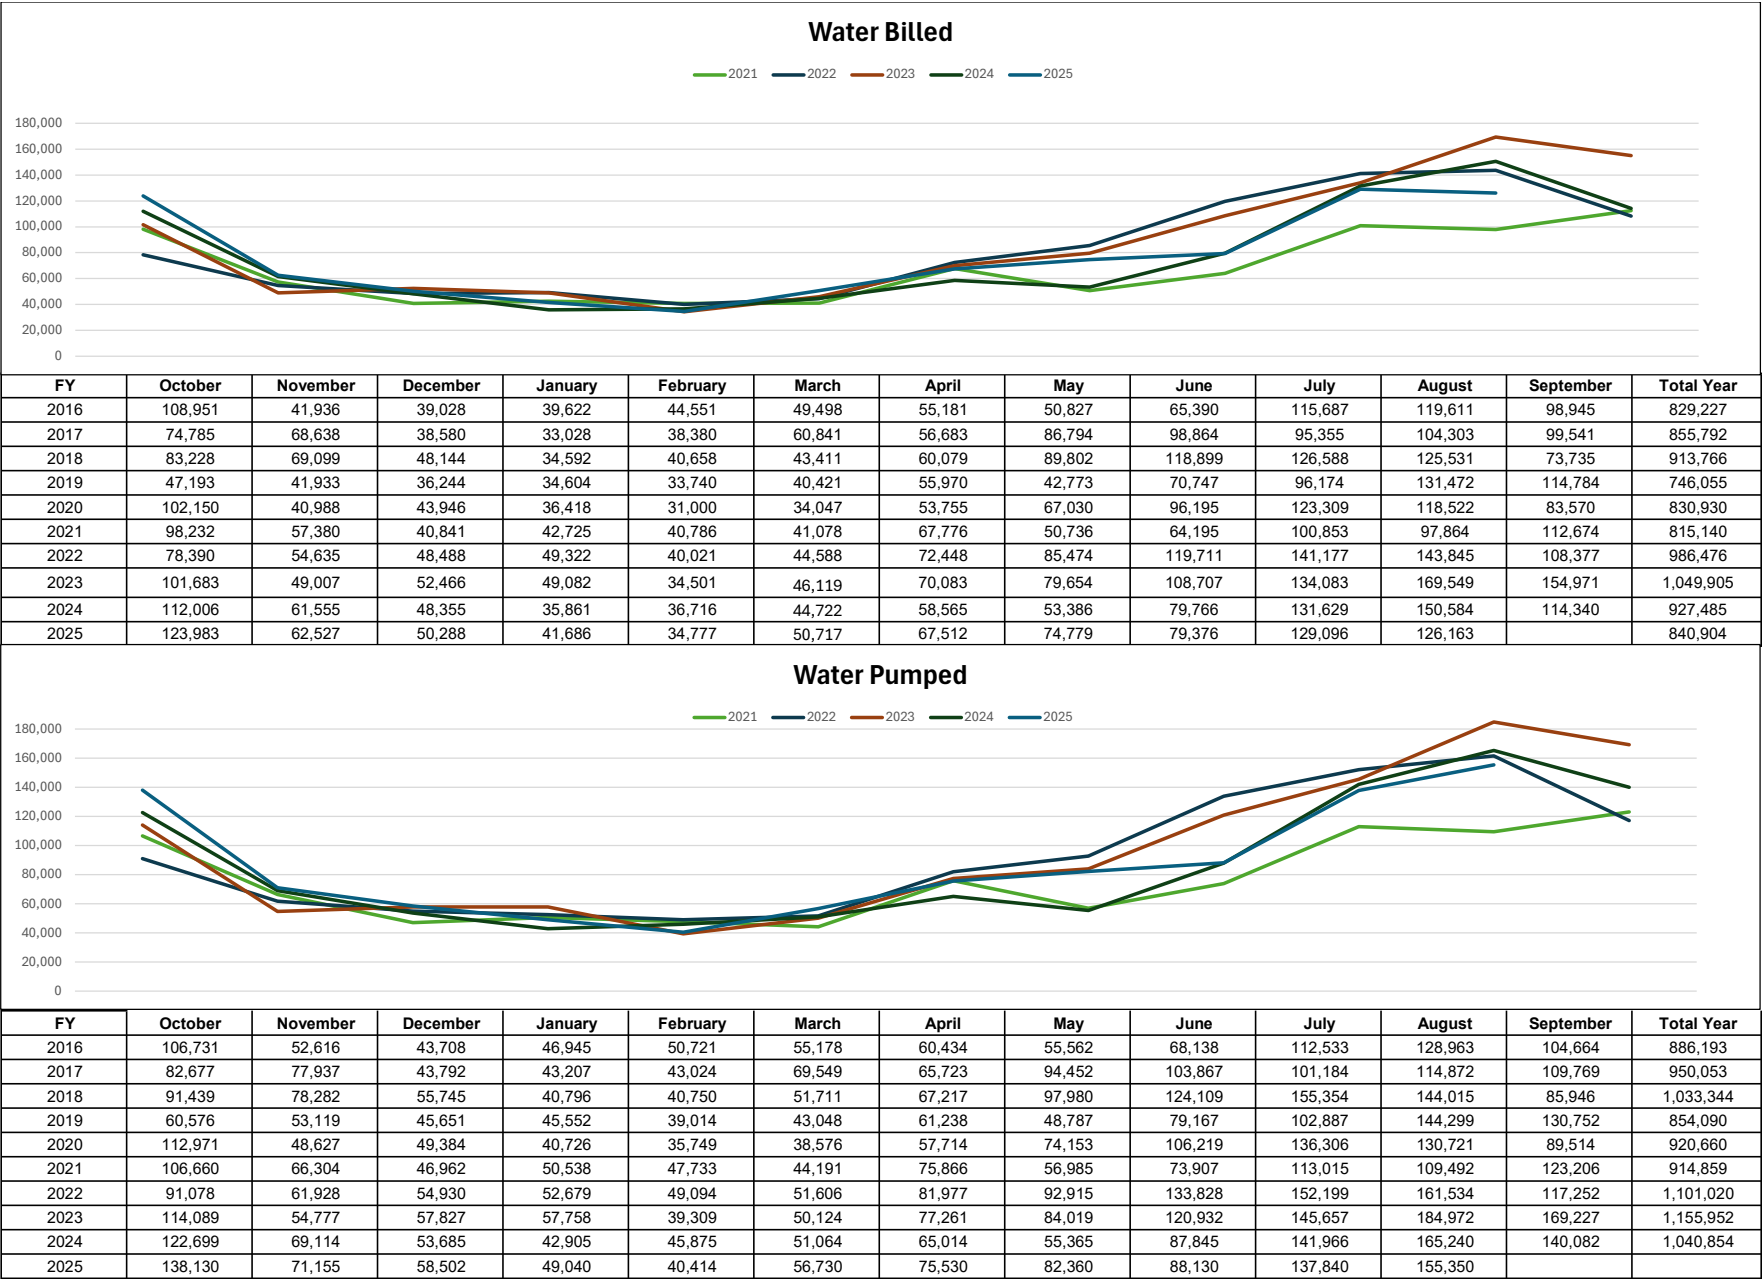 Water Billed
2021 2022 2023 2024 2025
180,000
160,000
140,000
120,000
100,000
80,000
60,000
40,000
20,000
0
FY October November December January February March April May June July August September Total Year
2016 108,951 41,936 39,028 39,622 44,551 49,498 55,181 50,827 65,390 115,687 119,611 98,945 829,227
2017 74,785 68,638 38,580 33,028 38,380 60,841 56,683 86,794 98,864 95,355 104,303 99,541 855,792
2018 83,228 69,099 48,144 34,592 40,658 43,411 60,079 89,802 118,899 126,588 125,531 73,735 913,766
2019 47,193 41,933 36,244 34,604 33,740 40,421 55,970 42,773 70,747 96,174 131,472 114,784 746,055
2020 102,150 40,988 43,946 36,418 31,000 34,047 53,755 67,030 96,195 123,309 118,522 83,570 830,930
2021 98,232 57,380 40,841 42,725 40,786 41,078 67,776 50,736 64,195 100,853 97,864 112,674 815,140
2022 78,390 54,635 48,488 49,322 40,021 44,588 72,448 85,474 119,711 141,177 143,845 108,377 986,476
2023 101,683 49,007 52,466 49,082 34,501 46,119 70,083 79,654 108,707 134,083 169,549 154,971 1,049,905
2024 112,006 61,555 48,355 35,861 36,716 44,722 58,565 53,386 79,766 131,629 150,584 114,340 927,485
2025 123,983 62,527 50,288 41,686 34,777 50,717 67,512 74,779 79,376 129,096 126,163 840,904
Water Pumped
2021 2022 2023 2024 2025
180,000
160,000
140,000
120,000
100,000
80,000
60,000
40,000
20,000
0
FY October November December January February March April May June July August September Total Year
2016 106,731 52,616 43,708 46,945 50,721 55,178 60,434 55,562 68,138 112,533 128,963 104,664 886,193
2017 82,677 77,937 43,792 43,207 43,024 69,549 65,723 94,452 103,867 101,184 114,872 109,769 950,053
2018 91,439 78,282 55,745 40,796 40,750 51,711 67,217 97,980 124,109 155,354 144,015 85,946 1,033,344
2019 60,576 53,119 45,651 45,552 39,014 43,048 61,238 48,787 79,167 102,887 144,299 130,752 854,090
2020 112,971 48,627 49,384 40,726 35,749 38,576 57,714 74,153 106,219 136,306 130,721 89,514 920,660
2021 106,660 66,304 46,962 50,538 47,733 44,191 75,866 56,985 73,907 113,015 109,492 123,206 914,859
2022 91,078 61,928 54,930 52,679 49,094 51,606 81,977 92,915 133,828 152,199 161,534 117,252 1,101,020
2023 114,089 54,777 57,827 57,758 39,309 50,124 77,261 84,019 120,932 145,657 184,972 169,227 1,155,952
2024 122,699 69,114 53,685 42,905 45,875 51,064 65,014 55,365 87,845 141,966 165,240 140,082 1,040,854
2025 138,130 71,155 58,502 49,040 40,414 56,730 75,530 82,360 88,130 137,840 155,350